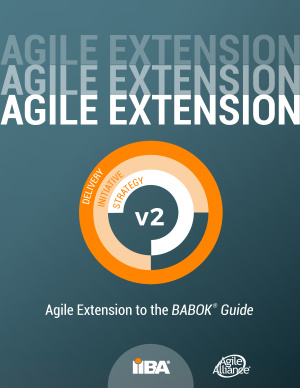 AGILE EXTENSION
AGILE EXTENSION
AGILE EXTENSION
DELIVERY
INITIATIVE
STRATEGY
v2
Agile Extension to the BABOK® Guide
IIBA®
Agile
Alliance®